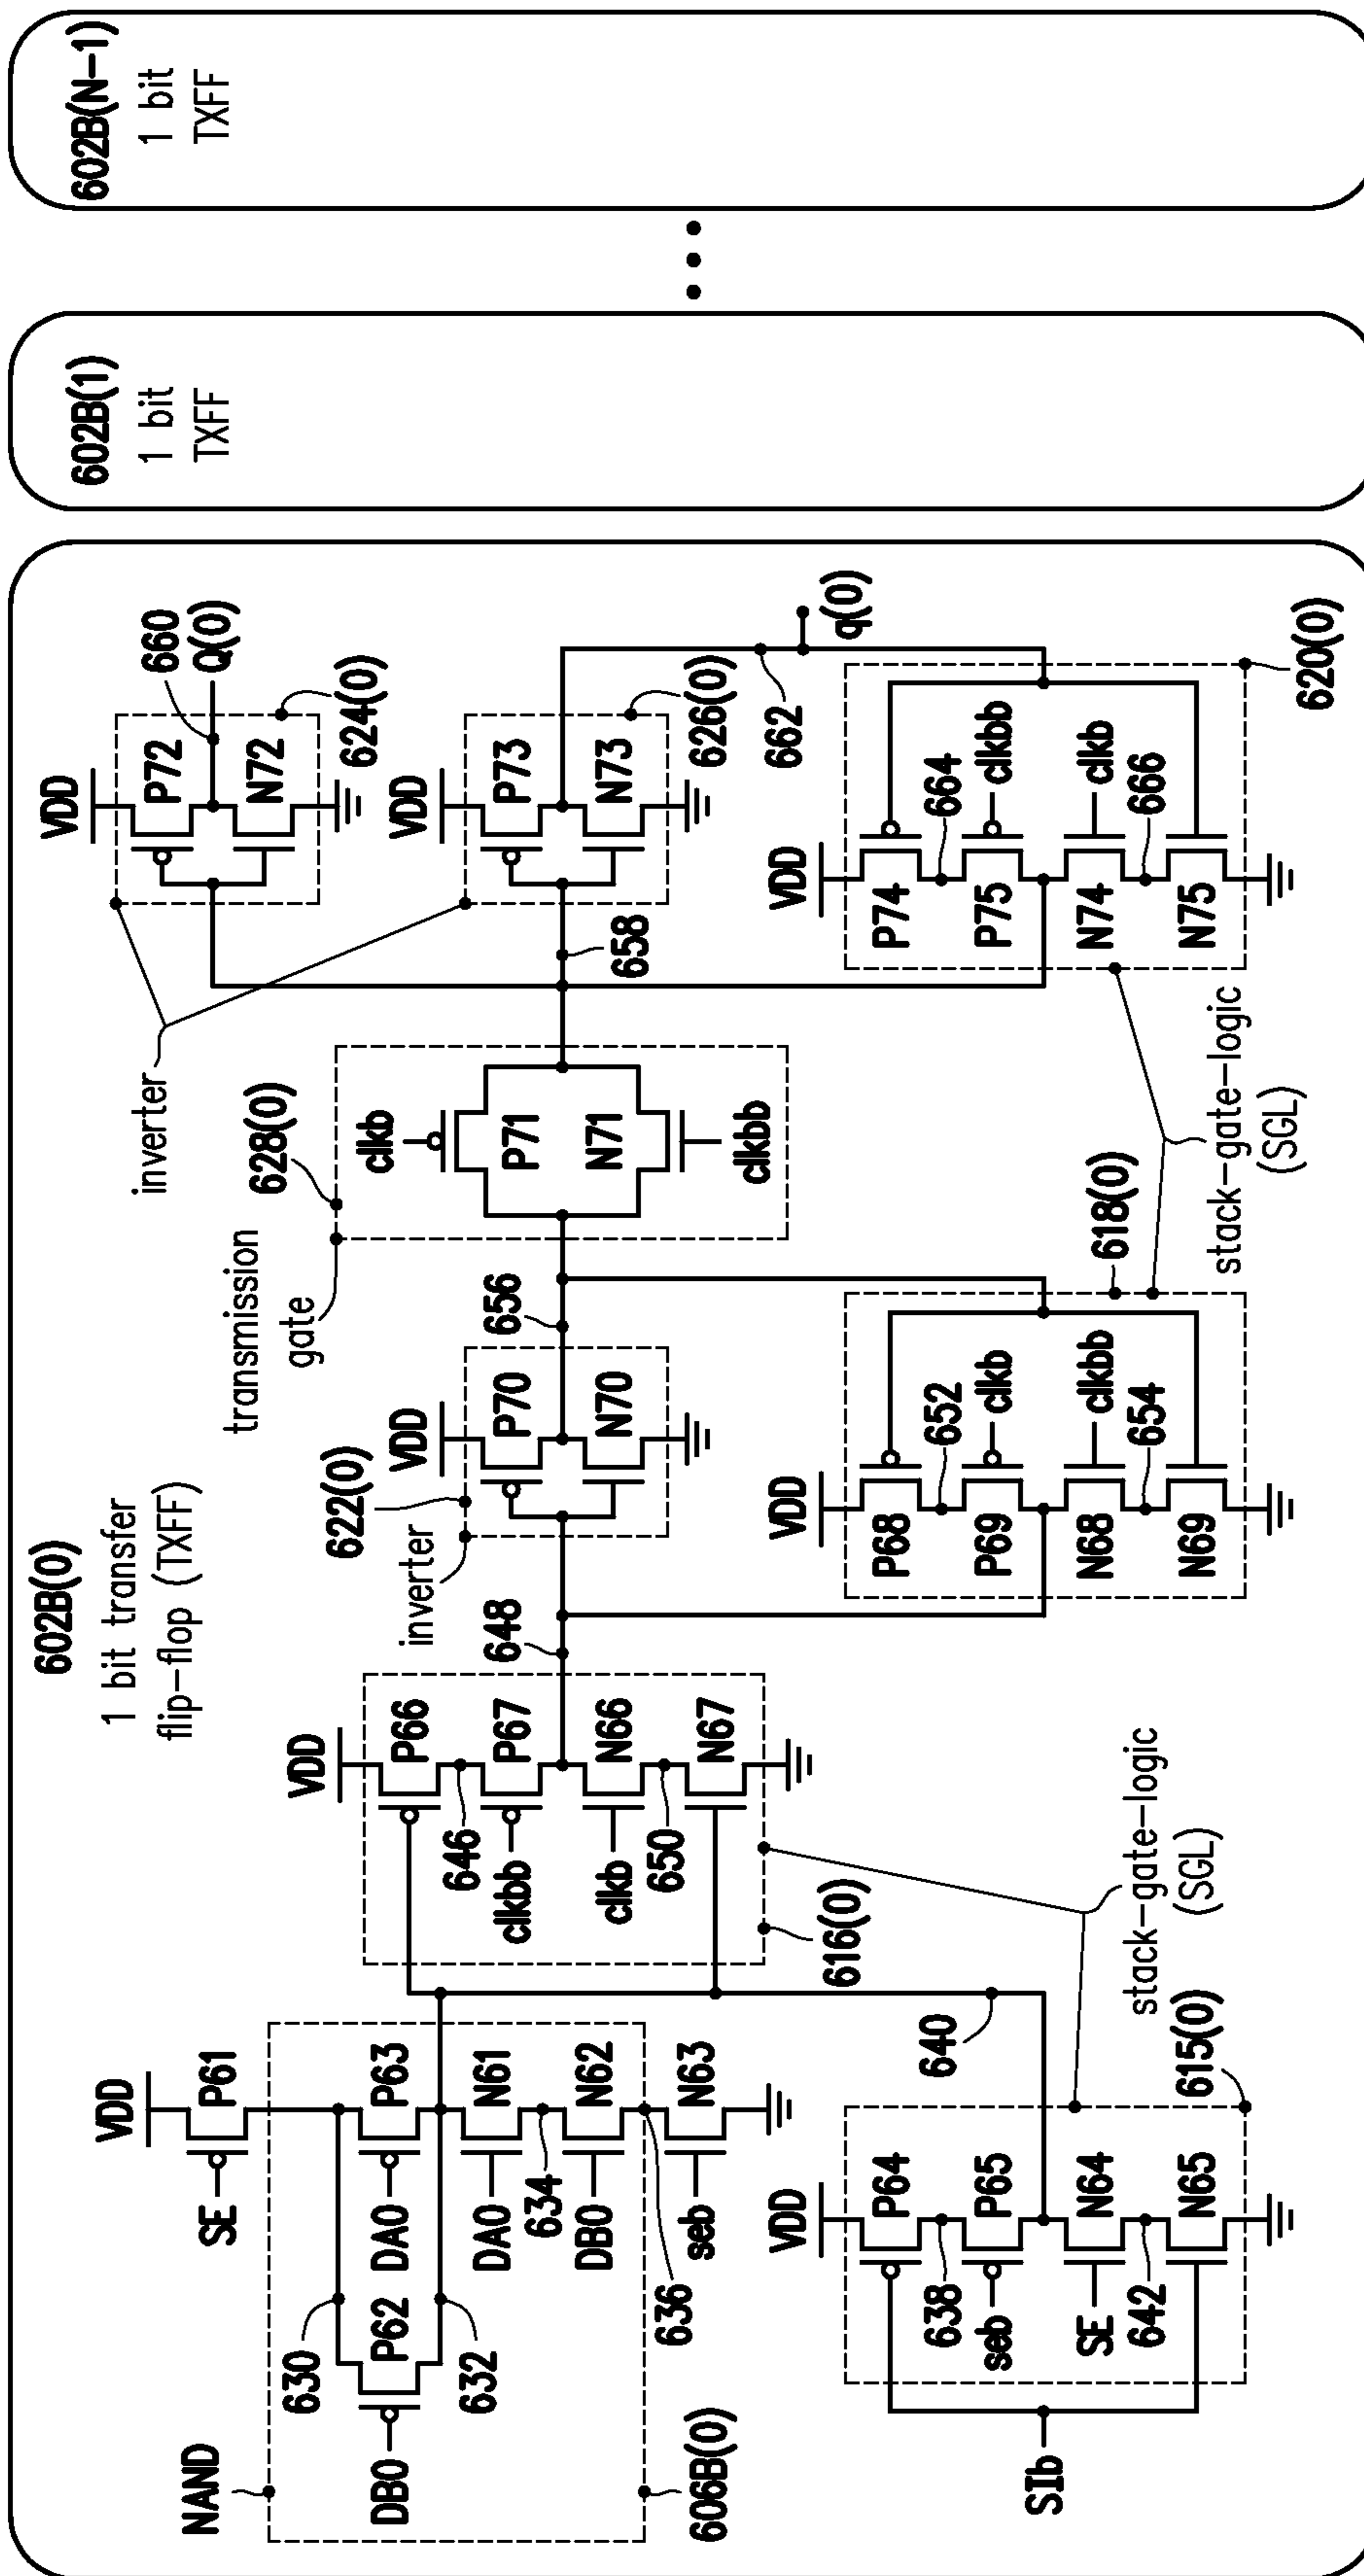 602B(0)
1 bit transfer
flip-flop (TXFF)
602B(1)
1 bit
TXFF
602B(N-1)
1 bit
TXFF
NAND
606B(0)
VDD
SE
P61
630
DB0
P62
632
DA0
P63
DA0
N61
634
DB0
N62
636
seb
N63
SIb
VDD
P64
638
seb
P65
SE
N64
642
N65
615(0)
640
stack-gate-logic
(SGL)
616(0)
VDD
P66
646
clkbb
P67
clkb
N66
650
N67
648
inverter
622(0)
VDD
P70
N70
656
VDD
P68
652
P69
clkb
N68
clkbb
654
N69
618(0)
stack-gate-logic
(SGL)
transmission
gate
628(0)
clkb
P71
N71
clkbb
inverter
658
VDD
P72
N72
660
Q(0)
624(0)
VDD
P73
N73
626(0)
662
q(0)
VDD
P74
664
P75
clkbb
N74
clkb
666
N75
620(0)